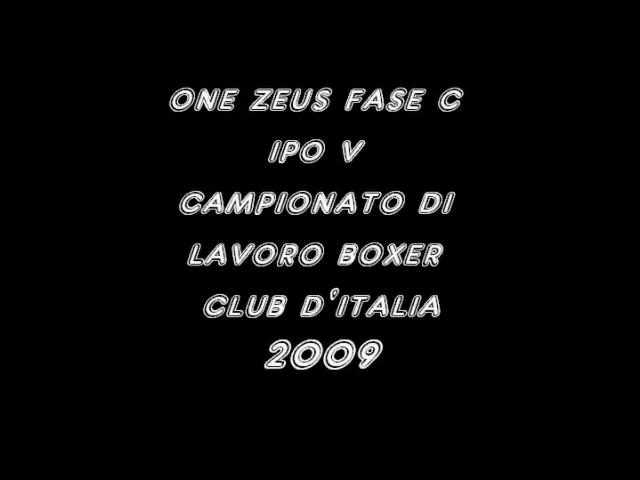 ONE ZEUS FASE C
IPO V
CAMPIONATO DI
LAVORO BOXER
CLUB D'ITALIA
2009